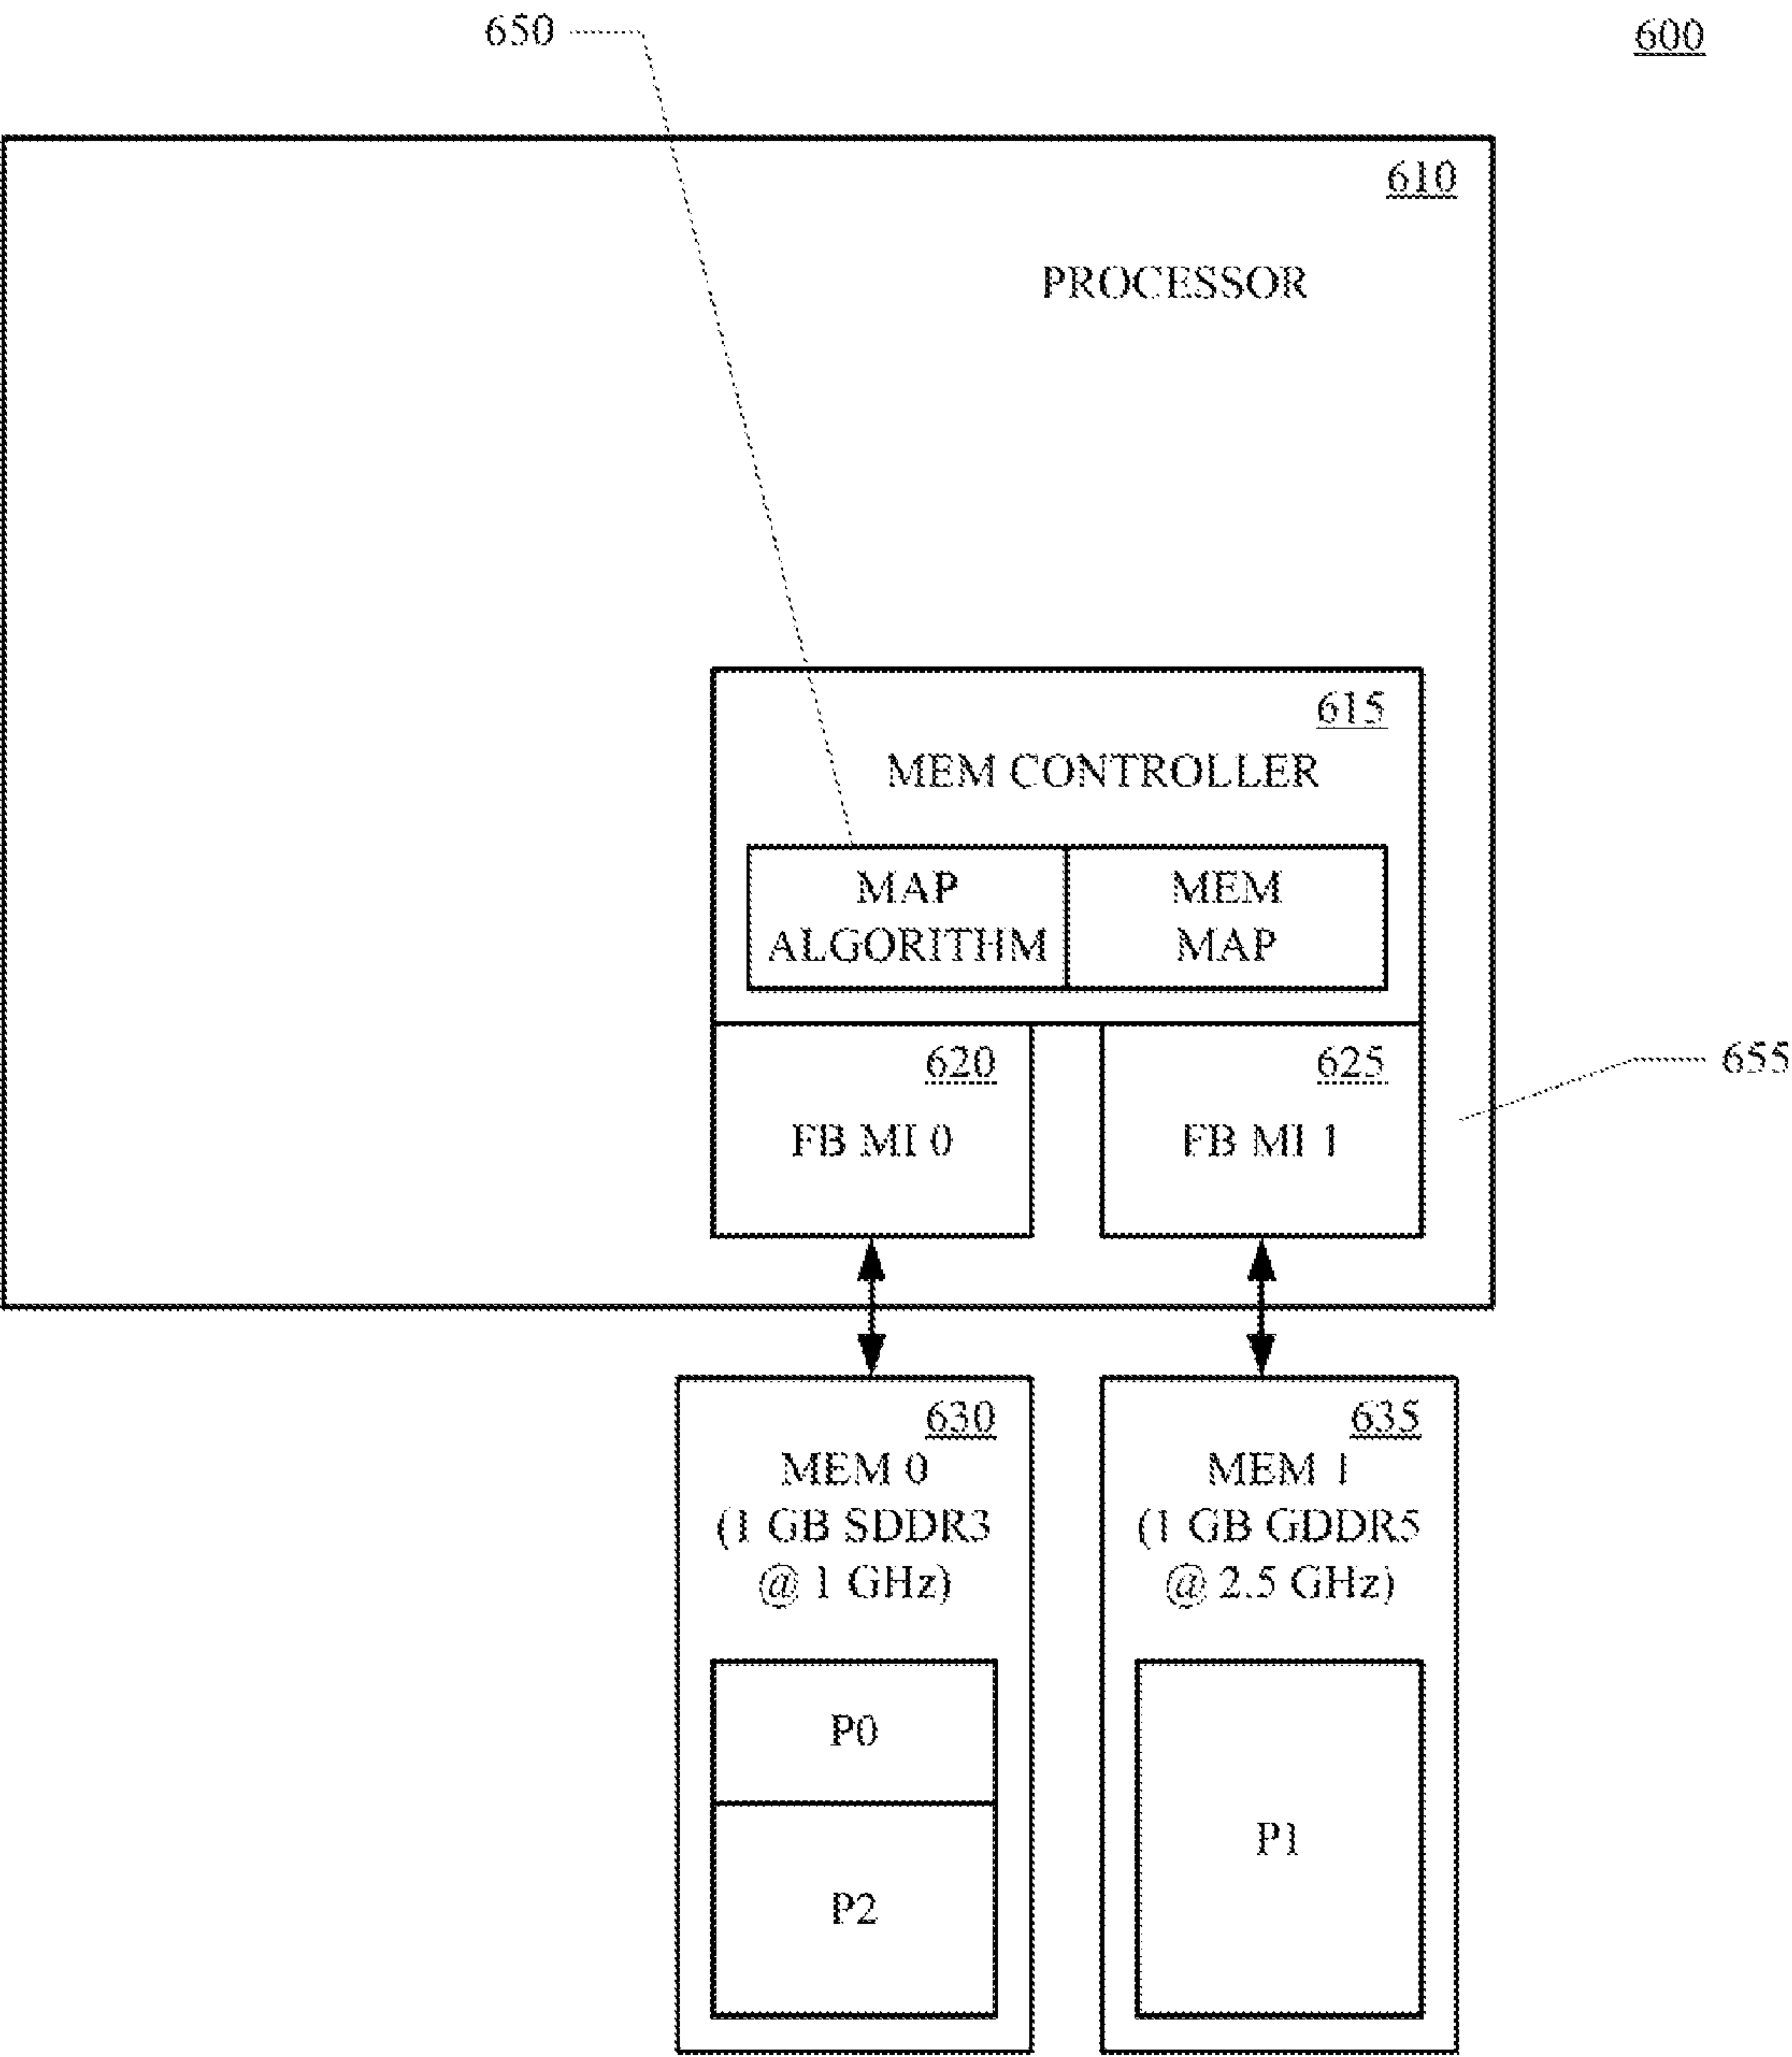 650
600
610
PROCESSOR
615
MEM CONTROLLER
MAP
ALGORITHM
MEM
MAP
620
FB MI 0
625
FB MI 1
655
630
MEM 0
(1 GB SDDR3
@ 1 GHz)
P0
P2
635
MEM 1
(1 GB GDDR5
@ 2.5 GHz)
P1